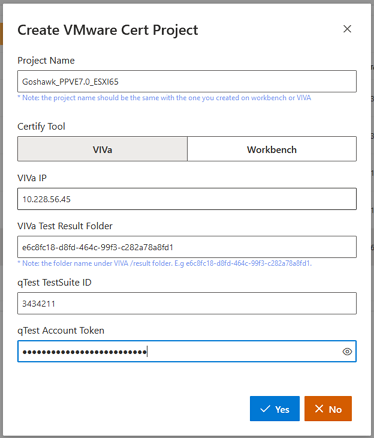 Create VMware Cert Project
Project Name
Goshawk_PPVE7.0_ESXI65
* Note: the project name should be the same with the one you created on workbench or VIVA
Certify Tool
VIVa
Workbench
VIVa IP
10.228.56.45
VIVa Test Result Folder
e6c8fc18-d8fd-464c-99f3-c282a78a8fd1
* Note: the folder name under VIVA /result folder. E.g e6c8fc18-d8fd-464c-99f3-c282a78a8fd1.
qTest TestSuite ID
3434211
qTest Account Token
••••••••••••••••••••••••••
Yes
No